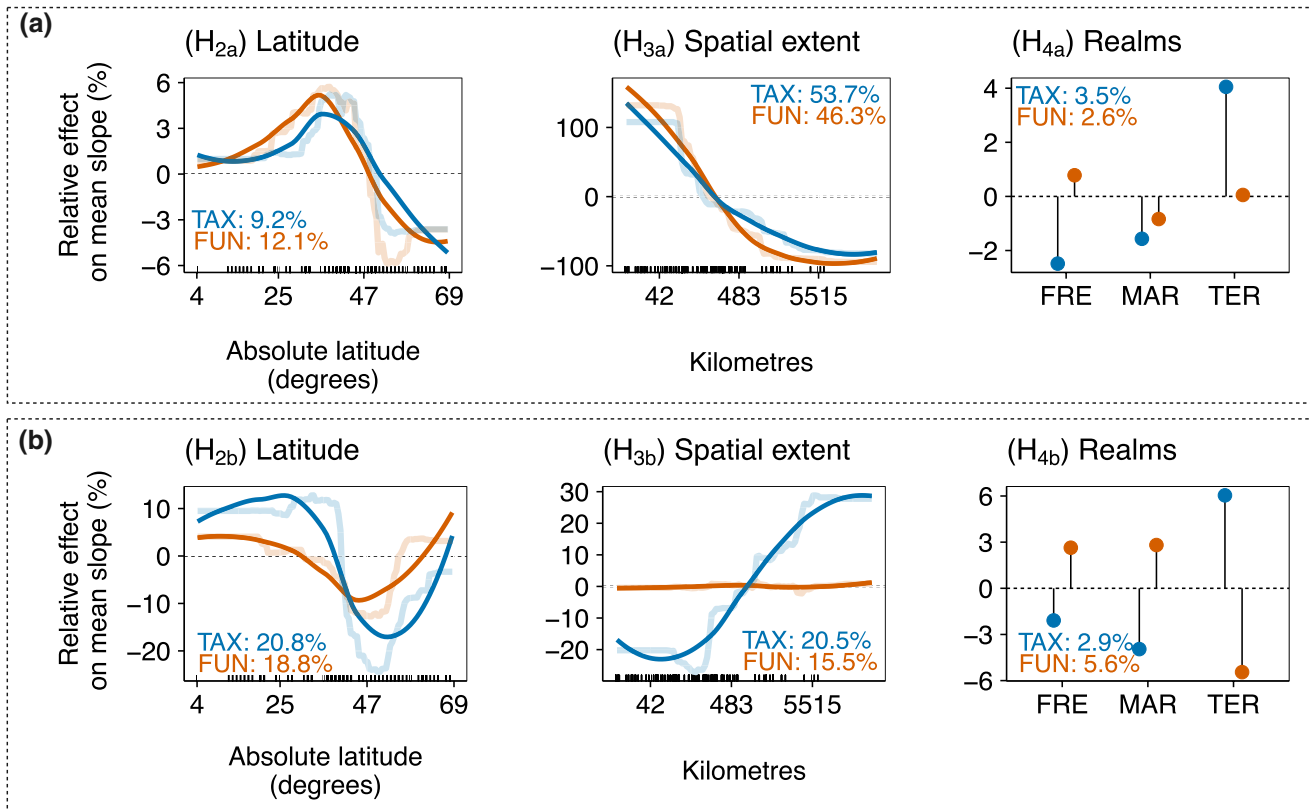 (a)
(H2a) Latitude
Relative effect
on mean slope (%)
6
3
0
−3
−6
TAX: 9.2%
FUN: 12.1%
4 25 47 69
Absolute latitude
(degrees)
(H3a) Spatial extent
100
0
−100
TAX: 53.7%
FUN: 46.3%
42 483 5515
Kilometres
(H4a) Realms
4
2
0
−2
TAX: 3.5%
FUN: 2.6%
FRE MAR TER
(b)
(H2b) Latitude
Relative effect
on mean slope (%)
10
0
−10
−20
TAX: 20.8%
FUN: 18.8%
4 25 47 69
Absolute latitude
(degrees)
(H3b) Spatial extent
30
20
10
0
−10
−20
TAX: 20.5%
FUN: 15.5%
42 483 5515
Kilometres
(H4b) Realms
6
3
0
−3
−6
TAX: 2.9%
FUN: 5.6%
FRE MAR TER